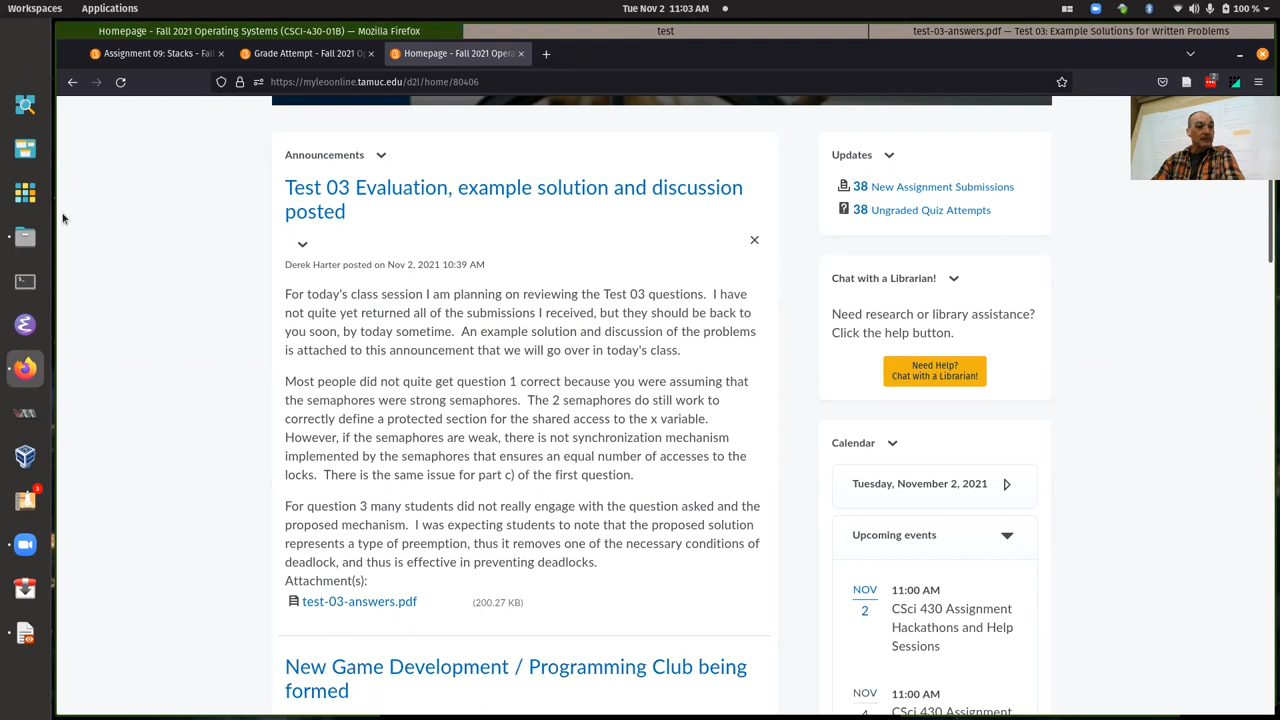 Workspaces Applications Tue Nov 2 11:03 AM 100 %
Homepage - Fall 2021 Operating Systems (CSCI-430-01B) — Mozilla Firefox test test-03-answers.pdf — Test 03: Example Solutions for Written Problems
Assignment 09: Stacks - Fal Grade Attempt - Fall 2021 Op Homepage - Fall 2021 Opera
https://myleoonline.tamuc.edu/d2l/home/80406
Announcements
Test 03 Evaluation, example solution and discussion
posted
Derek Harter posted on Nov 2, 2021 10:39 AM
For today's class session I am planning on reviewing the Test 03 questions. I have
not quite yet returned all of the submissions I received, but they should be back to
you soon, by today sometime. An example solution and discussion of the problems
is attached to this announcement that we will go over in today's class.
Most people did not quite get question 1 correct because you were assuming that
the semaphores were strong semaphores. The 2 semaphores do still work to
correctly define a protected section for the shared access to the x variable.
However, if the semaphores are weak, there is not synchronization mechanism
implemented by the semaphores that ensures an equal number of accesses to the
locks. There is the same issue for part c) of the first question.
For question 3 many students did not really engage with the question asked and the
proposed mechanism. I was expecting students to note that the proposed solution
represents a type of preemption, thus it removes one of the necessary conditions of
deadlock, and thus is effective in preventing deadlocks.
Attachment(s):
test-03-answers.pdf (200.27 KB)
New Game Development / Programming Club being
formed
Updates
38 New Assignment Submissions
38 Ungraded Quiz Attempts
Chat with a Librarian!
Need research or library assistance?
Click the help button.
Need Help?
Chat with a Librarian!
Calendar
Tuesday, November 2, 2021
Upcoming events
NOV 11:00 AM
2 CSci 430 Assignment
Hackathons and Help
Sessions
NOV 11:00 AM
4 CSci 430 Assignment